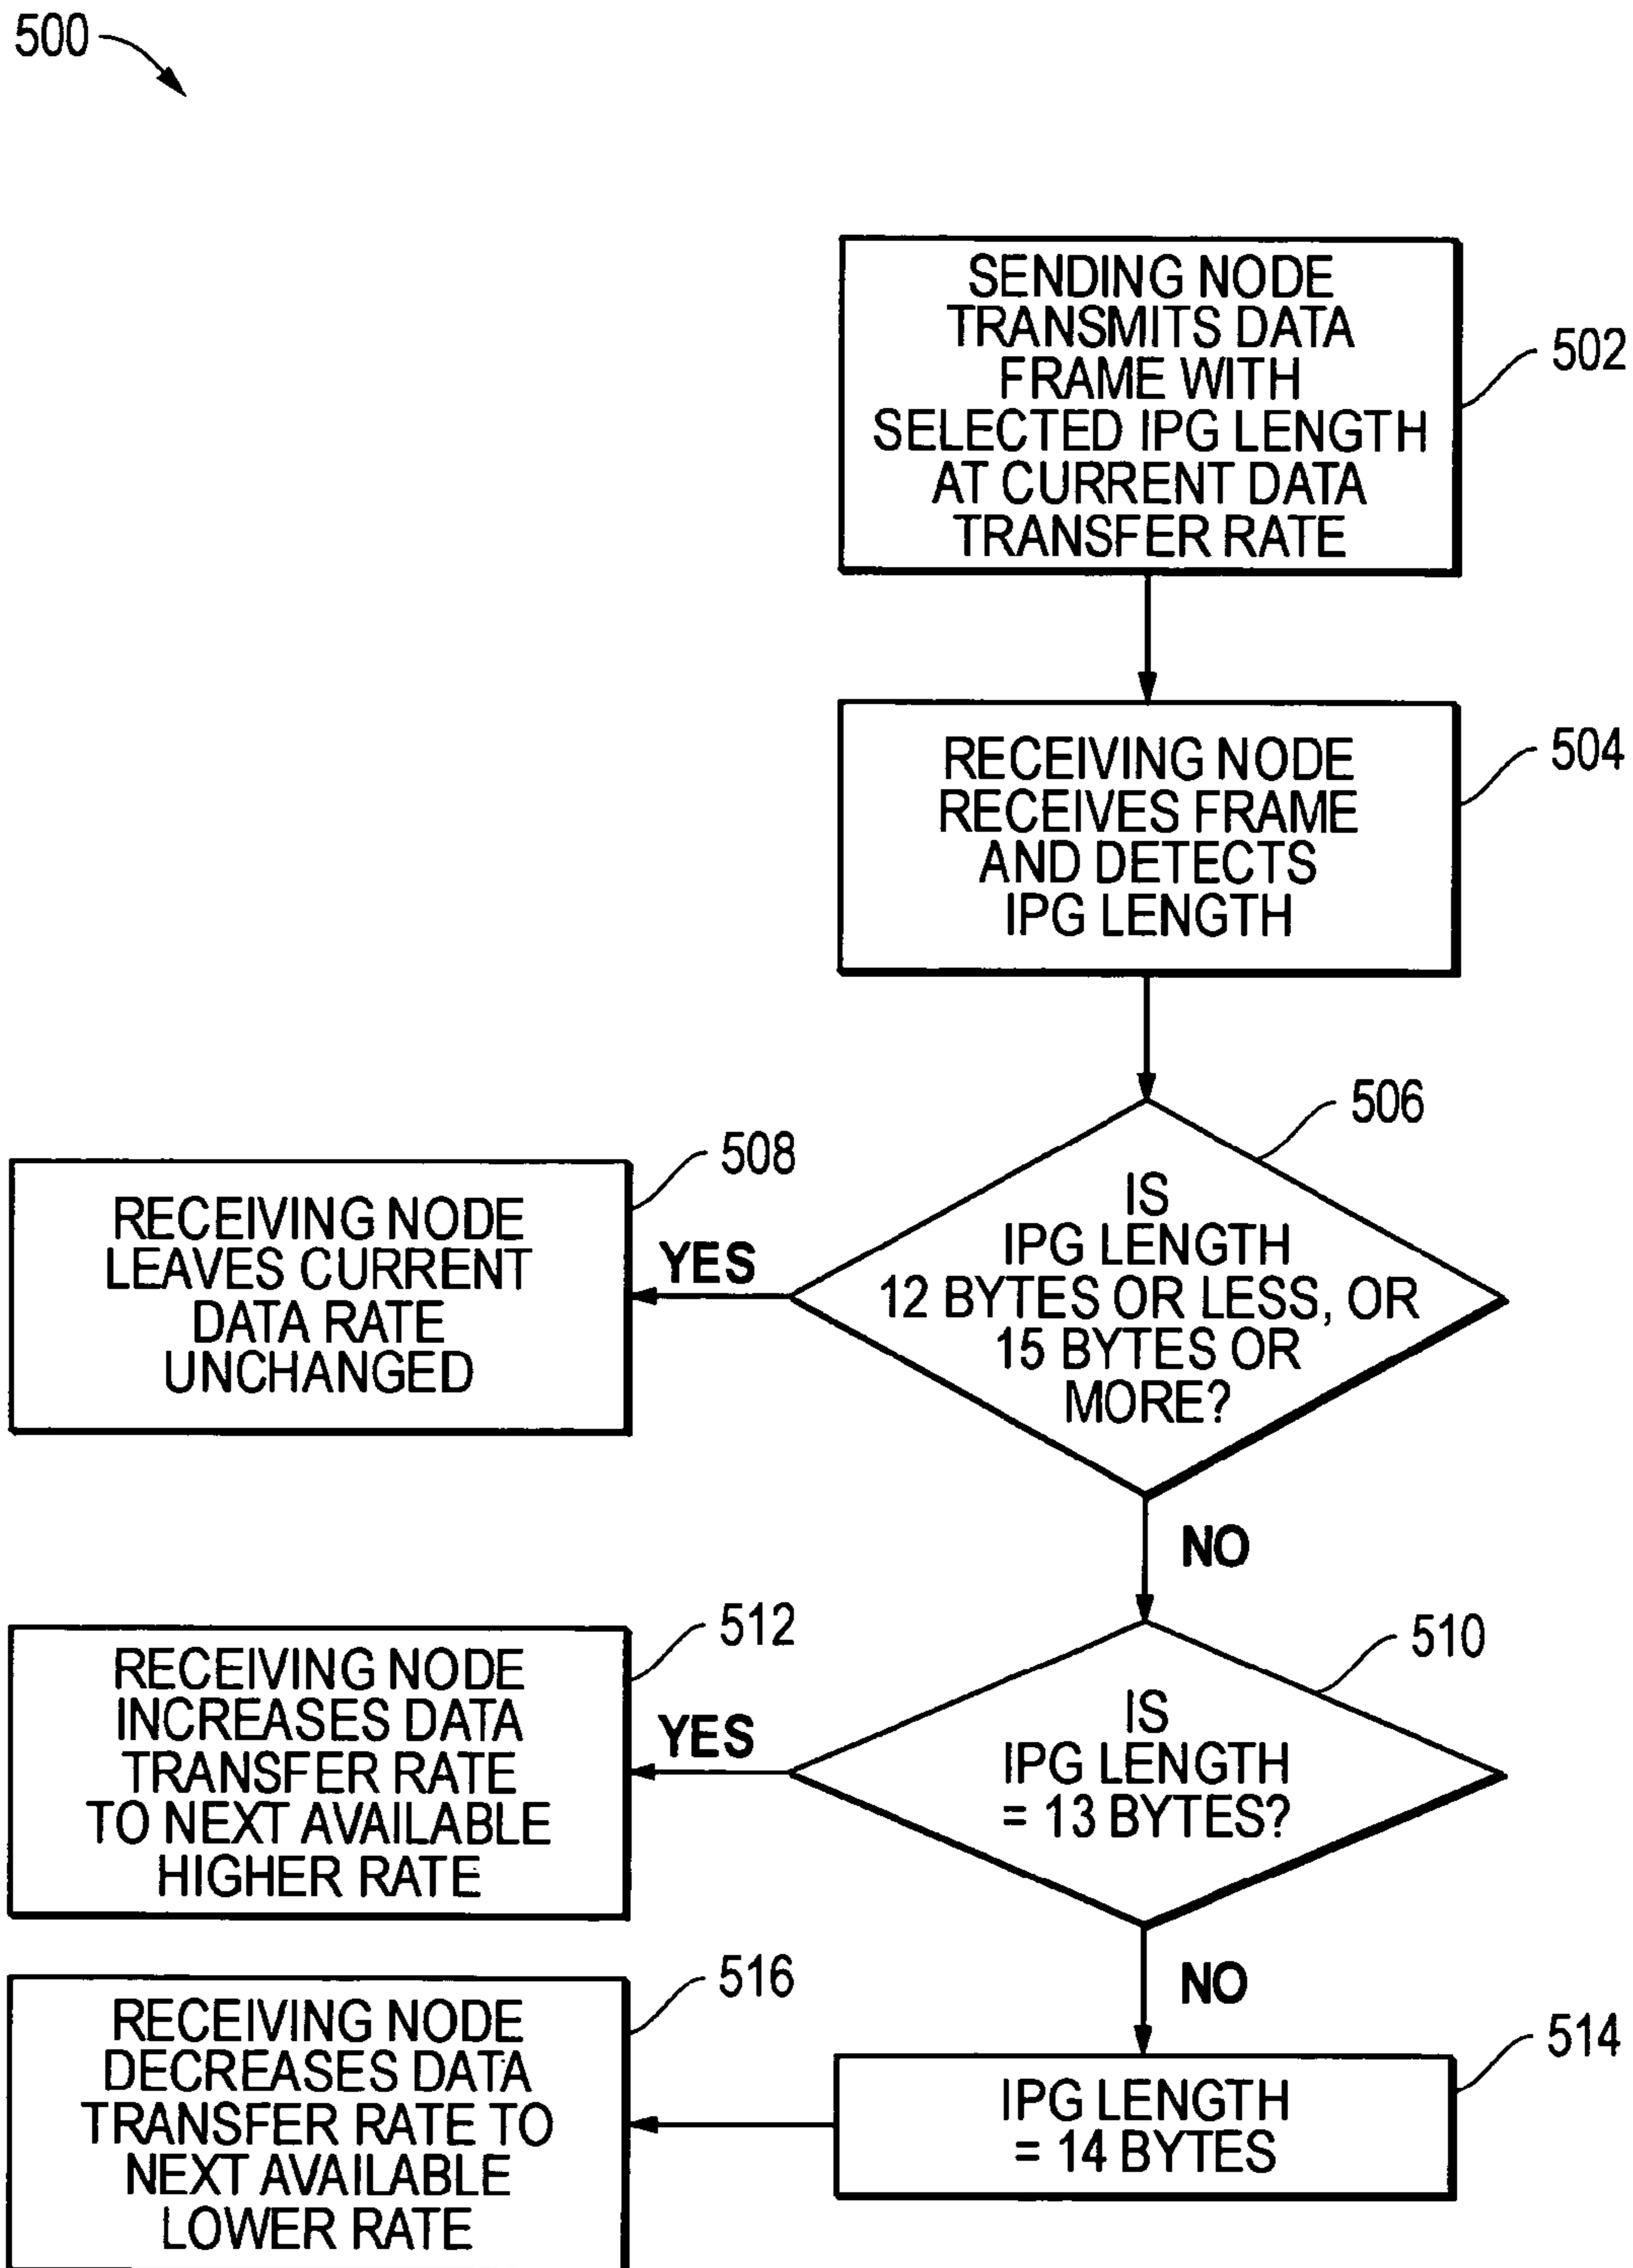 500
SENDING NODE
TRANSMITS DATA
FRAME WITH
SELECTED IPG LENGTH
AT CURRENT DATA
TRANSFER RATE
502
RECEIVING NODE
RECEIVES FRAME
AND DETECTS
IPG LENGTH
504
IS
IPG LENGTH
12 BYTES OR LESS, OR
15 BYTES OR
MORE?
506
YES
RECEIVING NODE
LEAVES CURRENT
DATA RATE
UNCHANGED
508
NO
IS
IPG LENGTH
= 13 BYTES?
510
YES
RECEIVING NODE
INCREASES DATA
TRANSFER RATE
TO NEXT AVAILABLE
HIGHER RATE
512
NO
IPG LENGTH
= 14 BYTES
514
RECEIVING NODE
DECREASES DATA
TRANSFER RATE TO
NEXT AVAILABLE
LOWER RATE
516